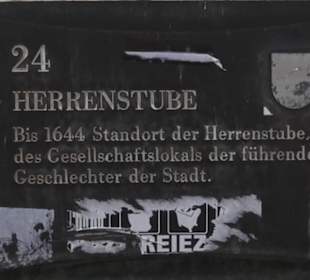 24
HERRENSTUBE
Bis 1644 Standort der Herrenstube,
des Gesellschaftslokals der führende
Geschlechter der Stadt.
REIEZ